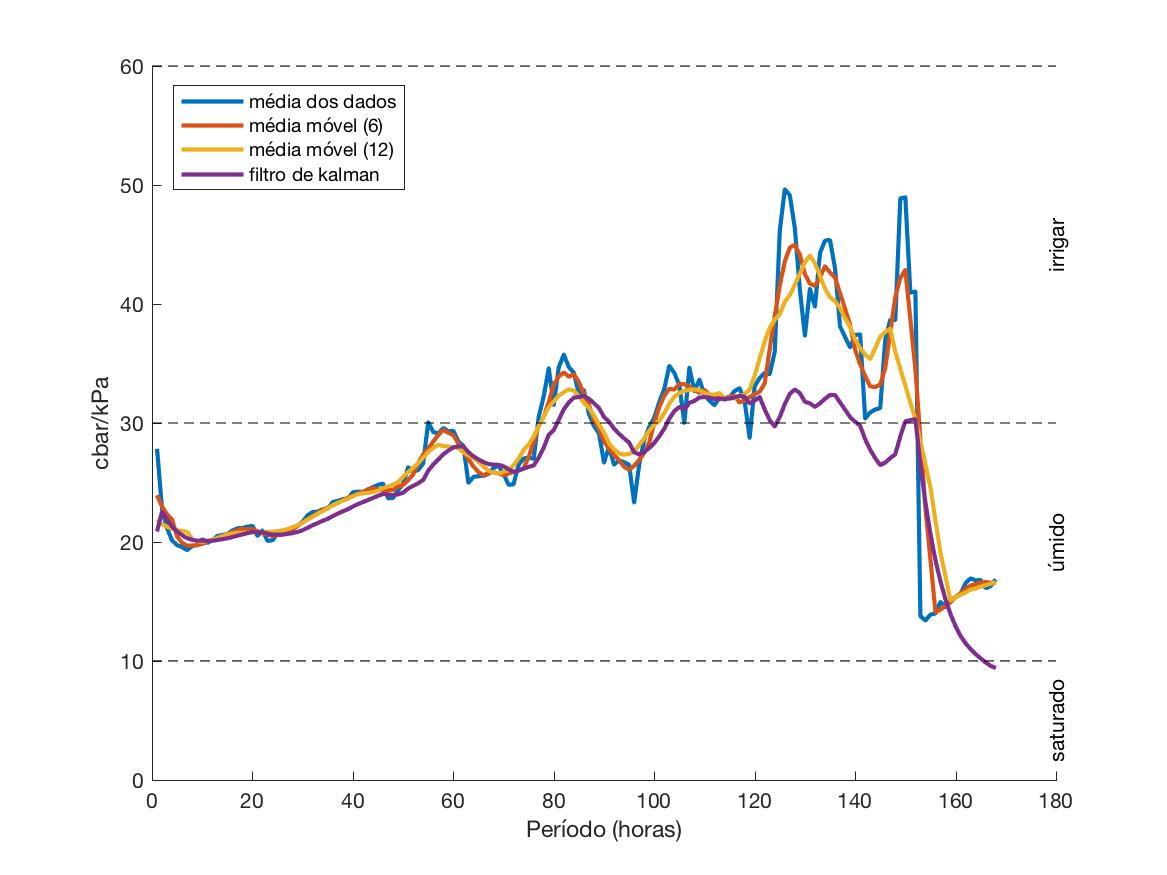 60
50
40
30
20
10
0
cbar/kPa
média dos dados
média móvel (6)
média móvel (12)
filtro de kalman
irrigar
úmido
saturado
0 20 40 60 80 100 120 140 160 180
Período (horas)